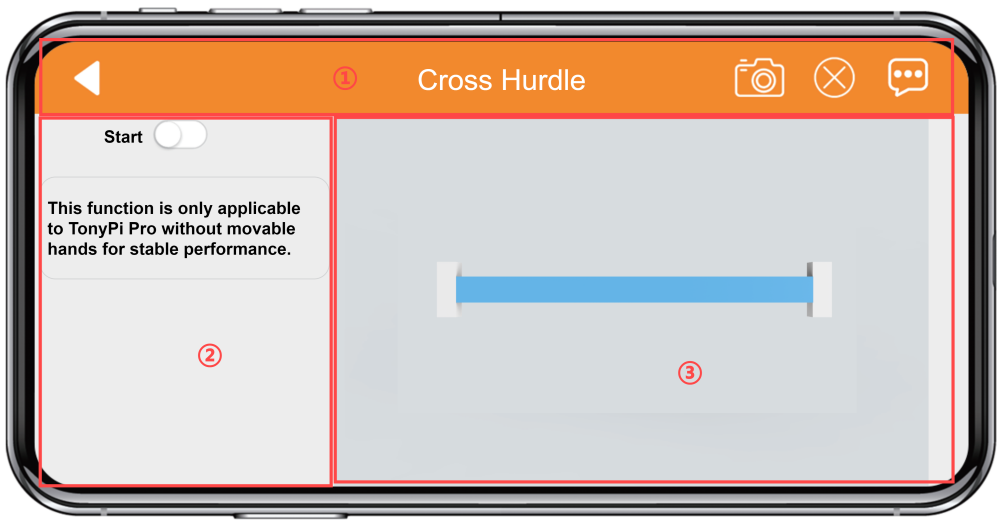 ① Cross Hurdle
Start
This function is only applicable
to TonyPi Pro without movable
hands for stable performance.
②
③